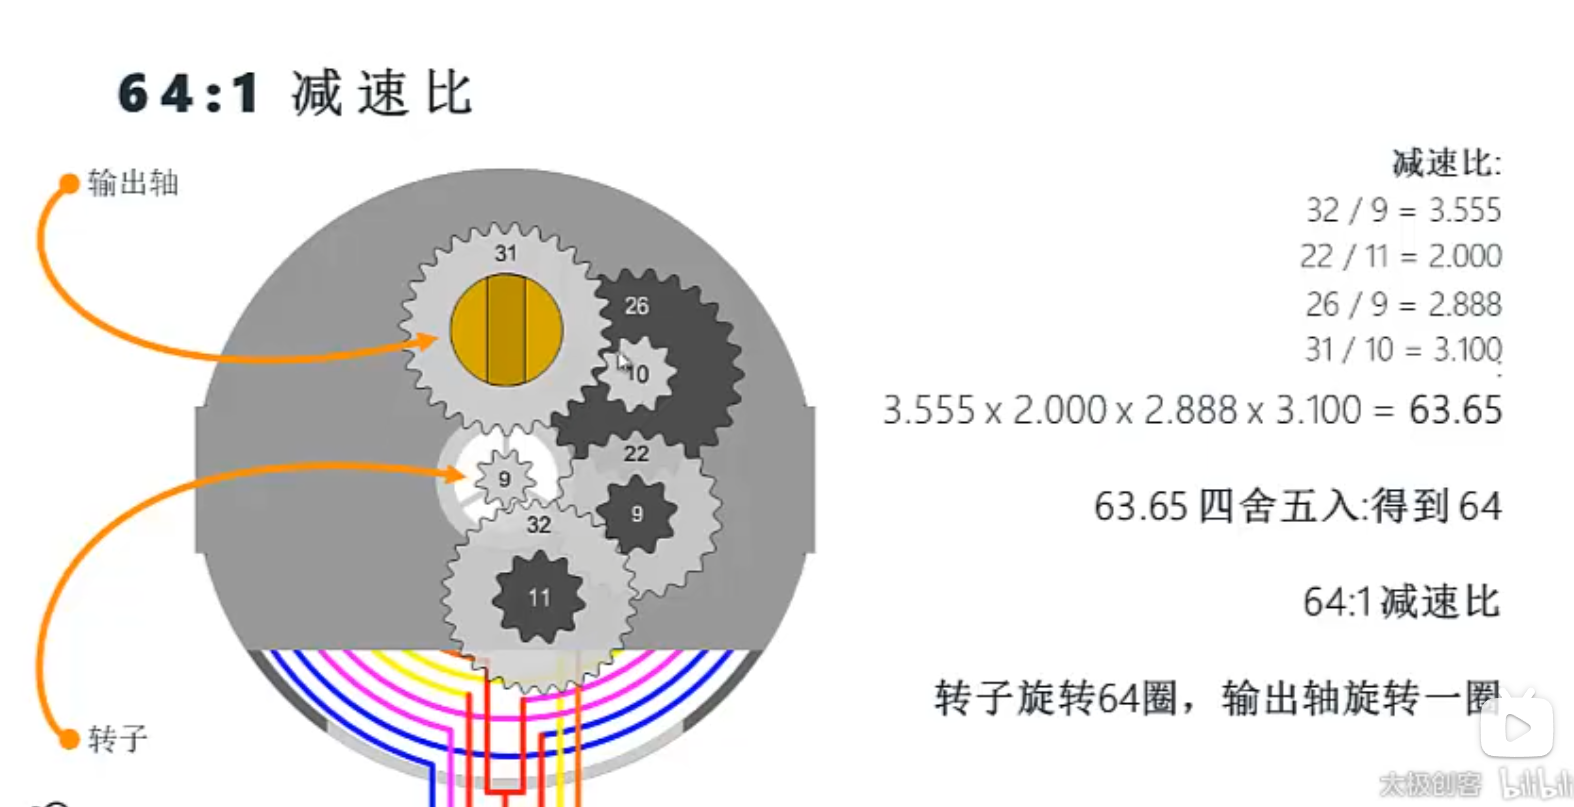 64:1 减速比
输出轴
31
26
10
22
9
9
32
11
转子
减速比:
32 / 9 = 3.555
22 / 11 = 2.000
26 / 9 = 2.888
31 / 10 = 3.100
3.555 x 2.000 x 2.888 x 3.100 = 63.65
63.65 四舍五入:得到 64
64:1 减速比
转子旋转64圈，输出轴旋转一圈
太极创客 bilibili